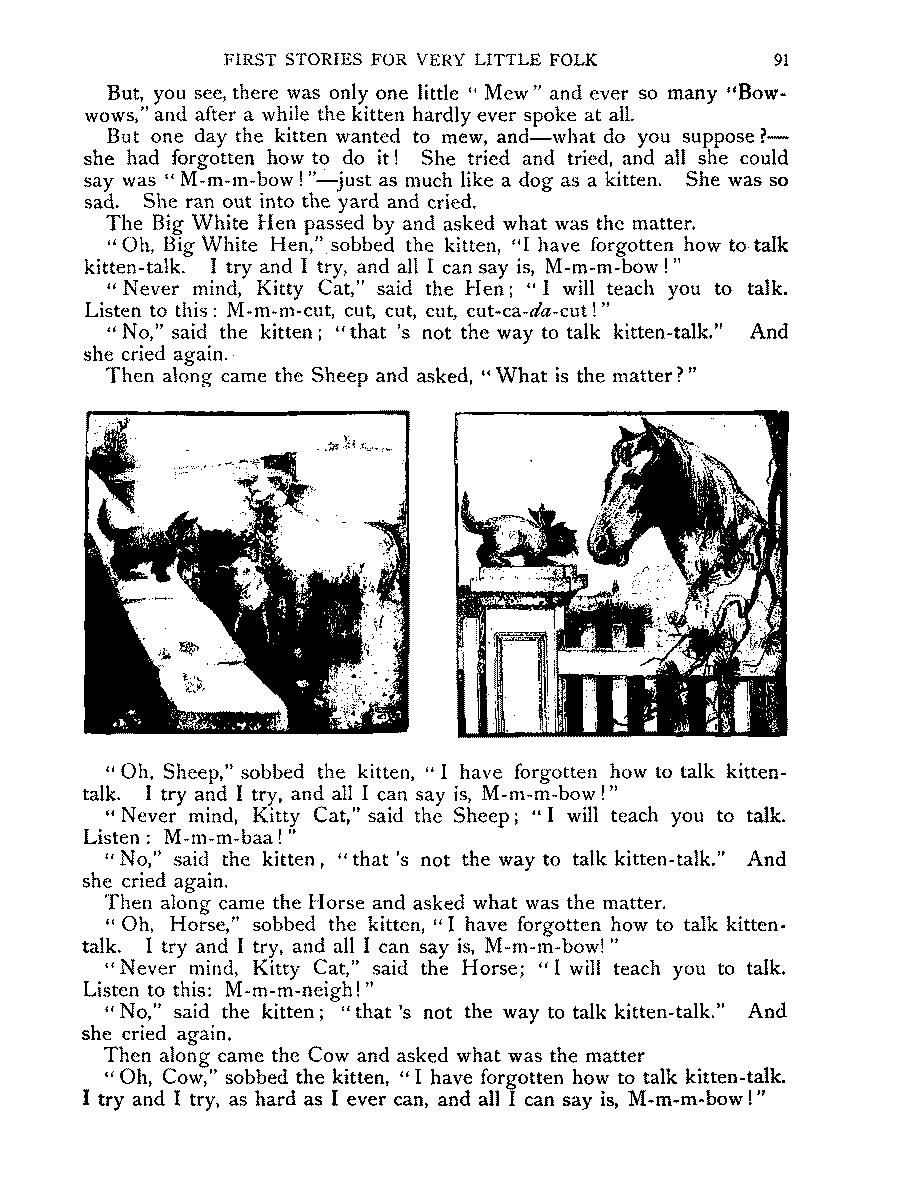 FIRST STORIES FOR VERY LITTLE FOLK 91
But, you see, there was only one little "Mew" and ever so many "Bow-
wows," and after a while the kitten hardly ever spoke at all.
But one day the kitten wanted to mew, and—what do you suppose?—
she had forgotten how to do it! She tried and tried, and all she could
say was "M-m-m-bow!"—just as much like a dog as a kitten. She was so
sad. She ran out into the yard and cried.
The Big White Hen passed by and asked what was the matter.
"Oh, Big White Hen," sobbed the kitten, "I have forgotten how to talk
kitten-talk. I try and I try, and all I can say is, M-m-m-bow!"
"Never mind, Kitty Cat," said the Hen; "I will teach you to talk.
Listen to this: M-m-m-cut, cut, cut, cut, cut-ca-da-cut!"
"No," said the kitten; "that 's not the way to talk kitten-talk." And
she cried again.
Then along came the Sheep and asked, "What is the matter?"
"Oh, Sheep," sobbed the kitten, "I have forgotten how to talk kitten-
talk. I try and I try, and all I can say is, M-m-m-bow!"
"Never mind, Kitty Cat," said the Sheep; "I will teach you to talk.
Listen: M-m-m-baa!"
"No," said the kitten, "that 's not the way to talk kitten-talk." And
she cried again.
Then along came the Horse and asked what was the matter.
"Oh, Horse," sobbed the kitten, "I have forgotten how to talk kitten-
talk. I try and I try, and all I can say is, M-m-m-bow!"
"Never mind, Kitty Cat," said the Horse; "I will teach you to talk.
Listen to this: M-m-m-neigh!"
"No," said the kitten; "that 's not the way to talk kitten-talk." And
she cried again.
Then along came the Cow and asked what was the matter
"Oh, Cow," sobbed the kitten, "I have forgotten how to talk kitten-talk.
I try and I try, as hard as I ever can, and all I can say is, M-m-m-bow!"